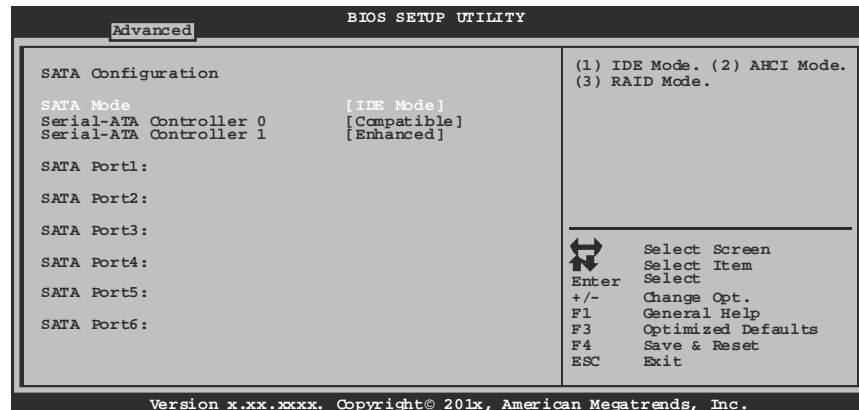 BIOS SETUP UTILITY
Advanced
SATA Configuration
SATA Mode [IDE Mode]
Serial-ATA Controller 0 [Compatible]
Serial-ATA Controller 1 [Enhanced]
SATA Port1:
SATA Port2:
SATA Port3:
SATA Port4:
SATA Port5:
SATA Port6:
(1) IDE Mode. (2) AHCI Mode.
(3) RAID Mode.
Select Screen
Select Item
Enter Select
+/- Change Opt.
F1 General Help
F3 Optimized Defaults
F4 Save & Reset
ESC Exit
Version x.xx.xxxx. Copyright© 201x, American Megatrends, Inc.